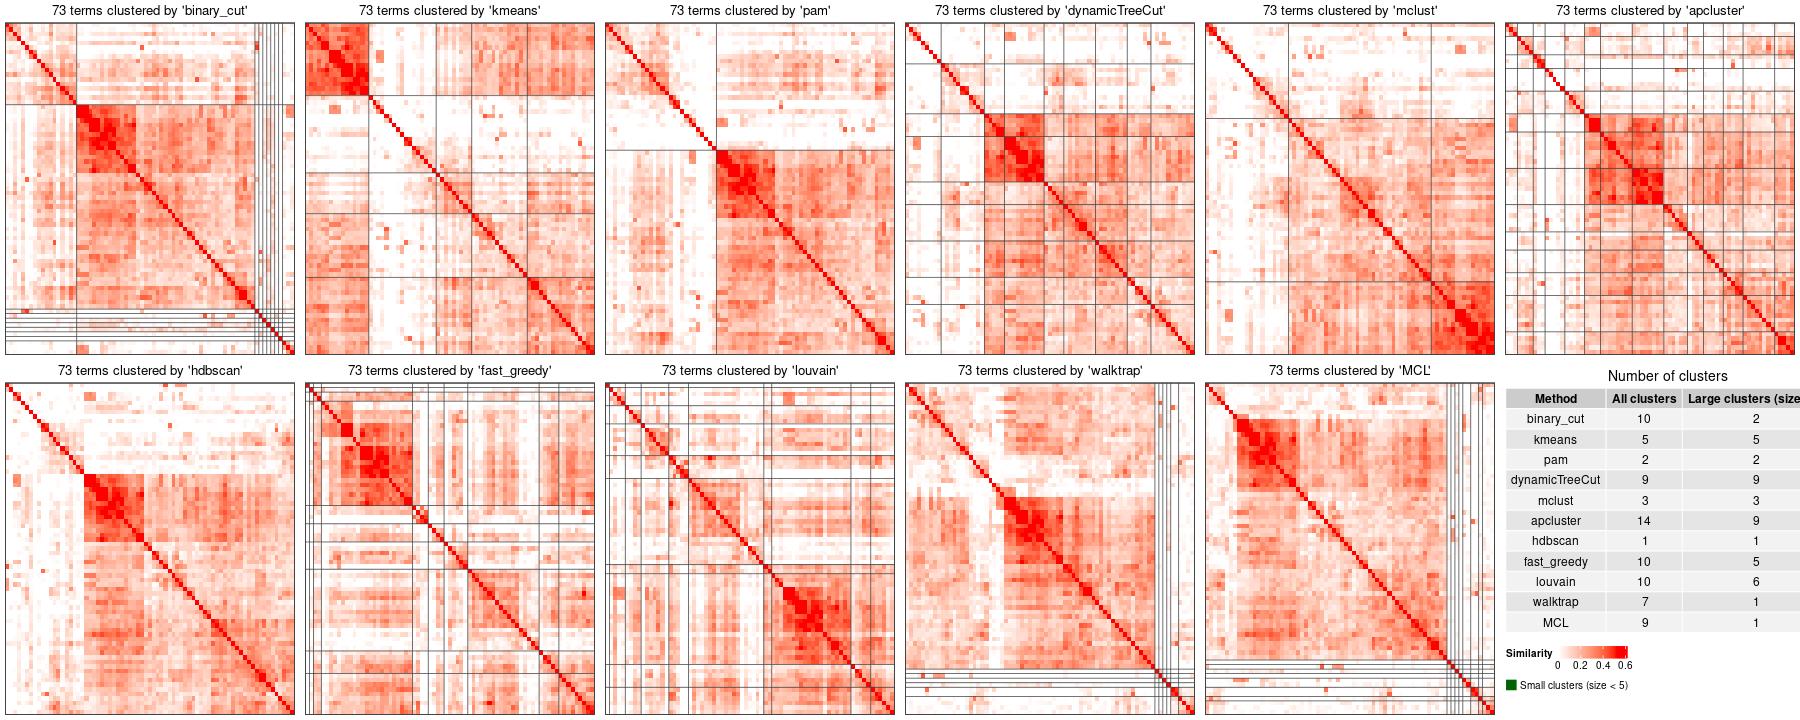 73 terms clustered by 'binary_cut'
73 terms clustered by 'kmeans'
73 terms clustered by 'pam'
73 terms clustered by 'dynamicTreeCut'
73 terms clustered by 'mclust'
73 terms clustered by 'apcluster'
73 terms clustered by 'hdbscan'
73 terms clustered by 'fast_greedy'
73 terms clustered by 'louvain'
73 terms clustered by 'walktrap'
73 terms clustered by 'MCL'
Number of clusters
Method All clusters Large clusters (size
binary_cut 10 2
kmeans 5 5
pam 2 2
dynamicTreeCut 9 9
mclust 3 3
apcluster 14 9
hdbscan 1 1
fast_greedy 10 5
louvain 10 6
walktrap 7 1
MCL 9 1
Similarity
0 0.2 0.4 0.6
Small clusters (size < 5)